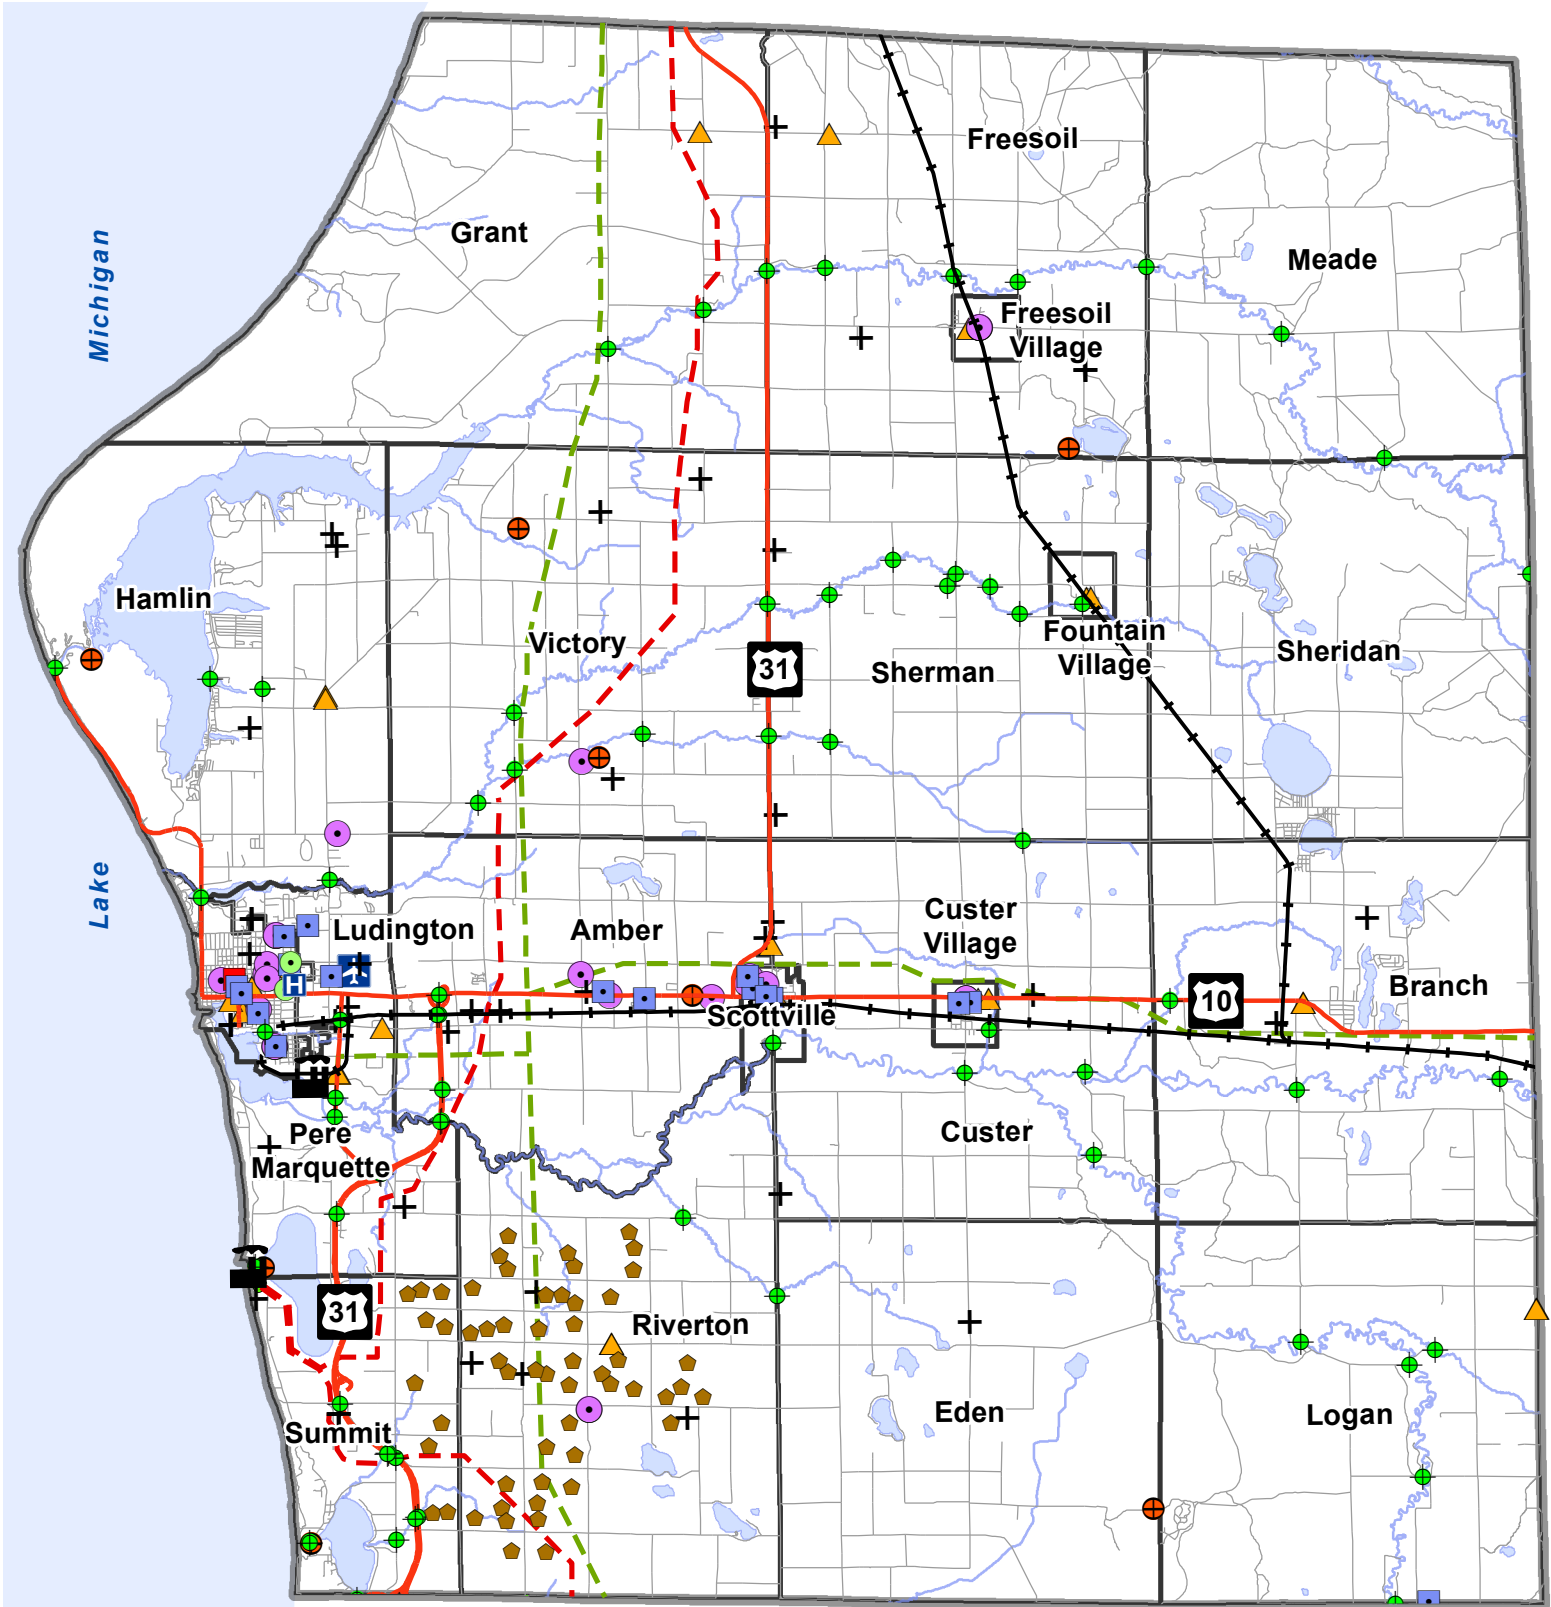 Freesoil
Grant
Michigan
Meade
Freesoil
Village
Hamlin
Victory
Fountain
Village
Sheridan
31
Sherman
Lake
Custer
Village
Ludington
Amber
H
Branch
10
Scottville
Custer
Pere
Marquette
31
Riverton
Eden
Logan
Summit